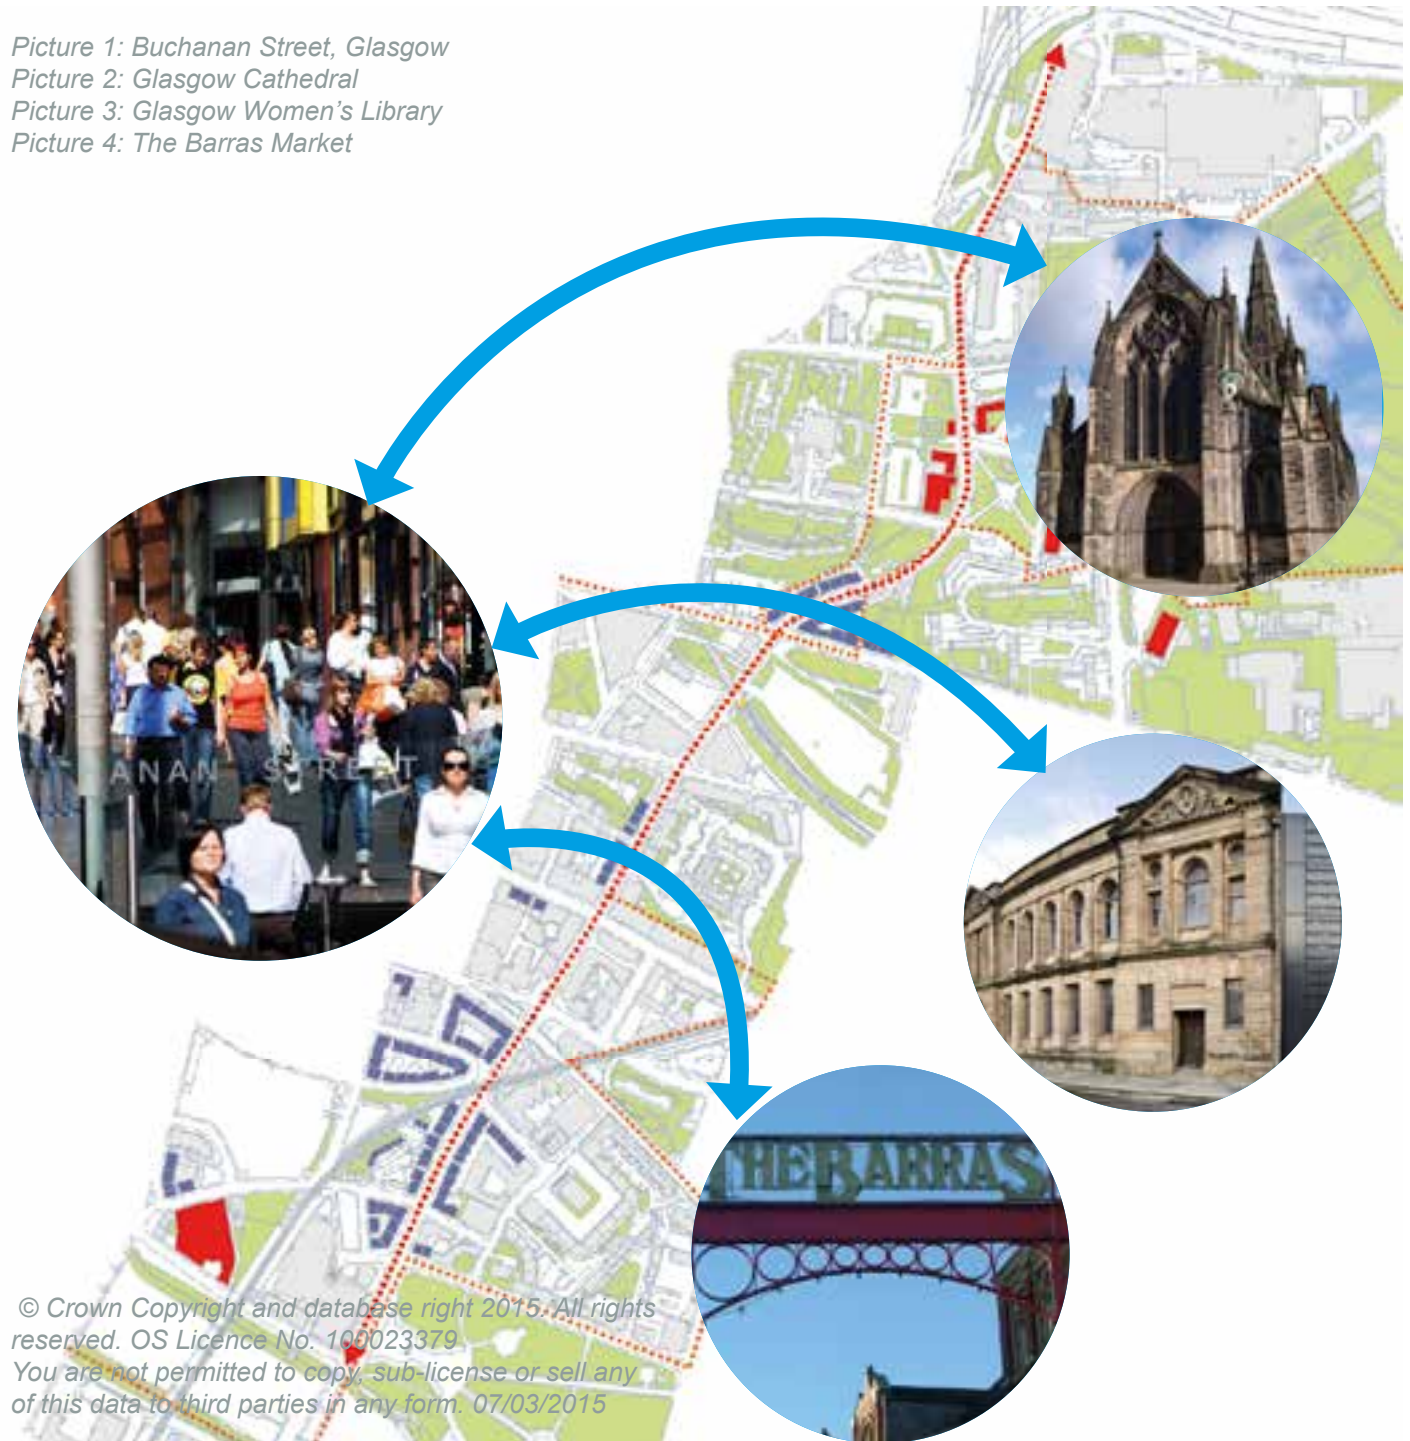 Picture 1: Buchanan Street, Glasgow
Picture 2: Glasgow Cathedral
Picture 3: Glasgow Women's Library
Picture 4: The Barras Market
ANAN STREET
THE BARRAS
© Crown Copyright and database right 2015. All rights
reserved. OS Licence No. 100023379
You are not permitted to copy, sub-license or sell any
of this data to third parties in any form. 07/03/2015